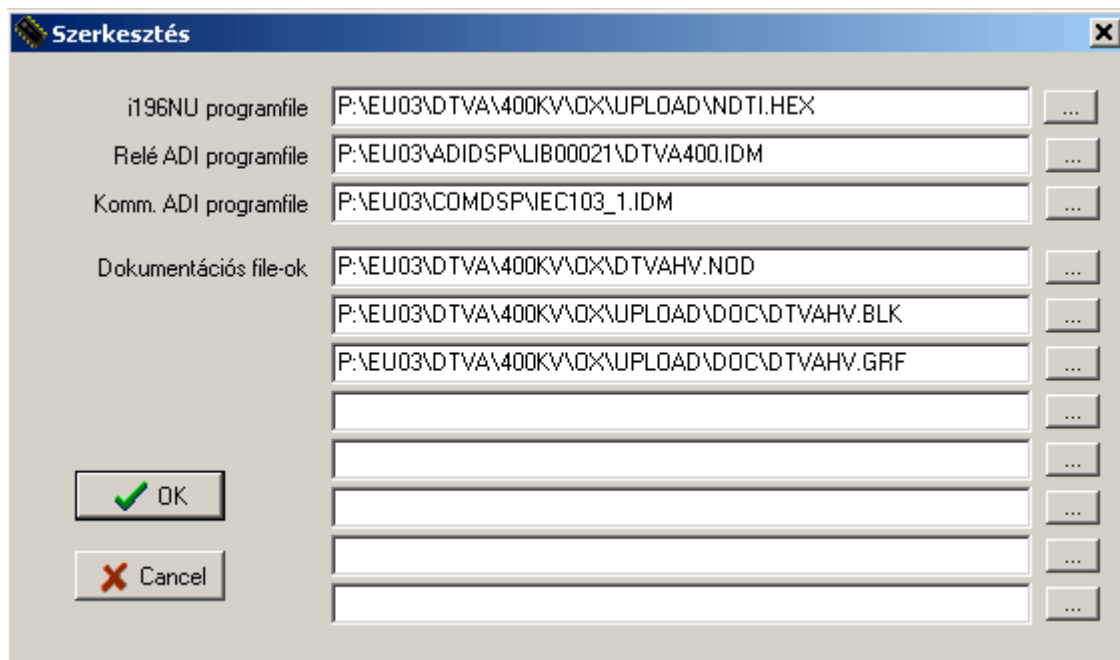 Szerkesztés
i196NU programfile P:\EU03\DTVA\400KV\OX\UPLOAD\NDTI.HEX ...
Relé ADI programfile P:\EU03\ADIDSP\LIB00021\DTVA400.IDM ...
Komm. ADI programfile P:\EU03\COMDSP\IEC103_1.IDM ...
Dokumentációs file-ok P:\EU03\DTVA\400KV\OX\DTVAHV.NOD ...
P:\EU03\DTVA\400KV\OX\UPLOAD\DOC\DTVAHV.BLK ...
P:\EU03\DTVA\400KV\OX\UPLOAD\DOC\DTVAHV.GRF ...
...
...
OK
...
Cancel
...
...